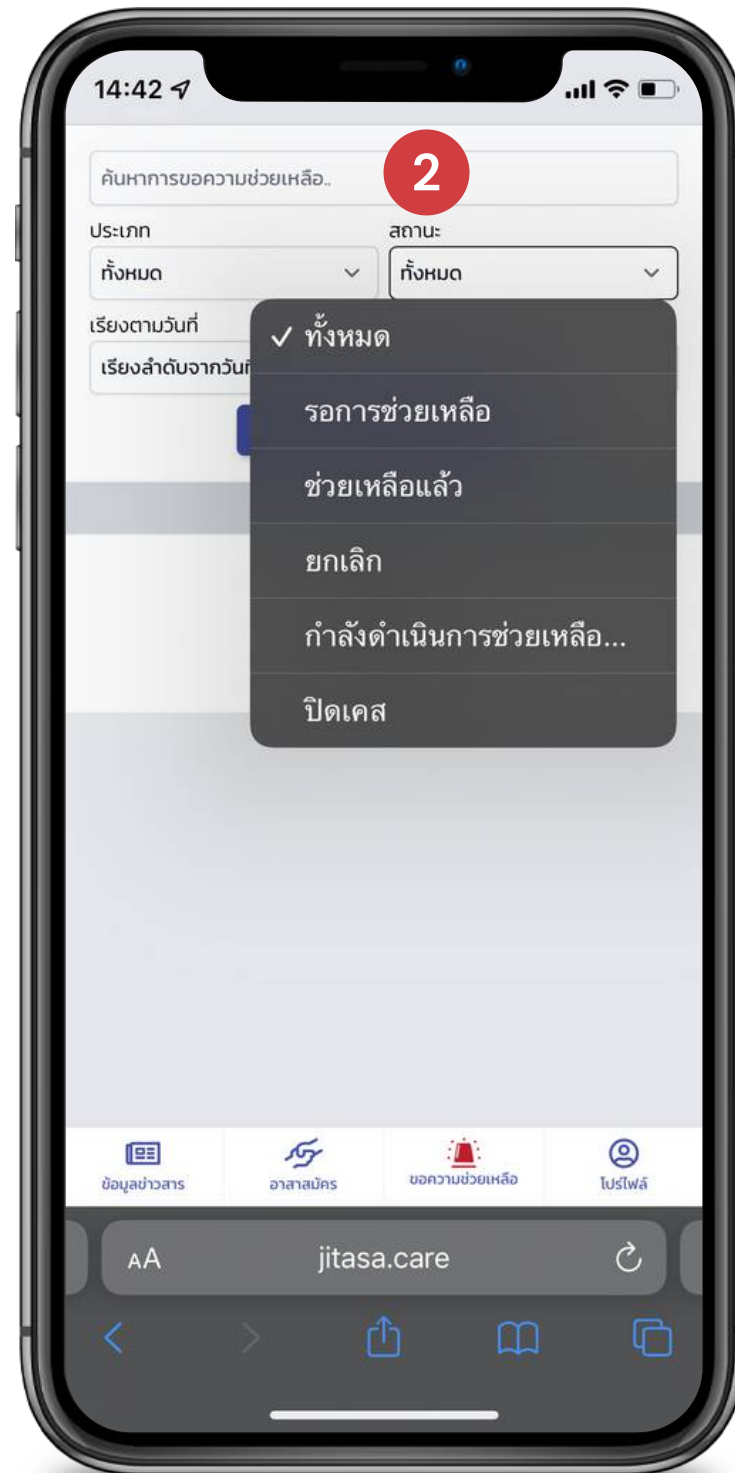 14:42
2
ค้นหาการขอความช่วยเหลือ..
ประเภท
สถานะ
ทั้งหมด
ทั้งหมด
เรียงตามวันที่
เรียงลำดับจากวันที่
✓ ทั้งหมด
รอการช่วยเหลือ
ช่วยเหลือแล้ว
ยกเลิก
กำลังดำเนินการช่วยเหลือ...
ปิดเคส
ข้อมูลข่าวสาร
อาสาสมัคร
ขอความช่วยเหลือ
โปรไฟล์
AA
jitasa.care